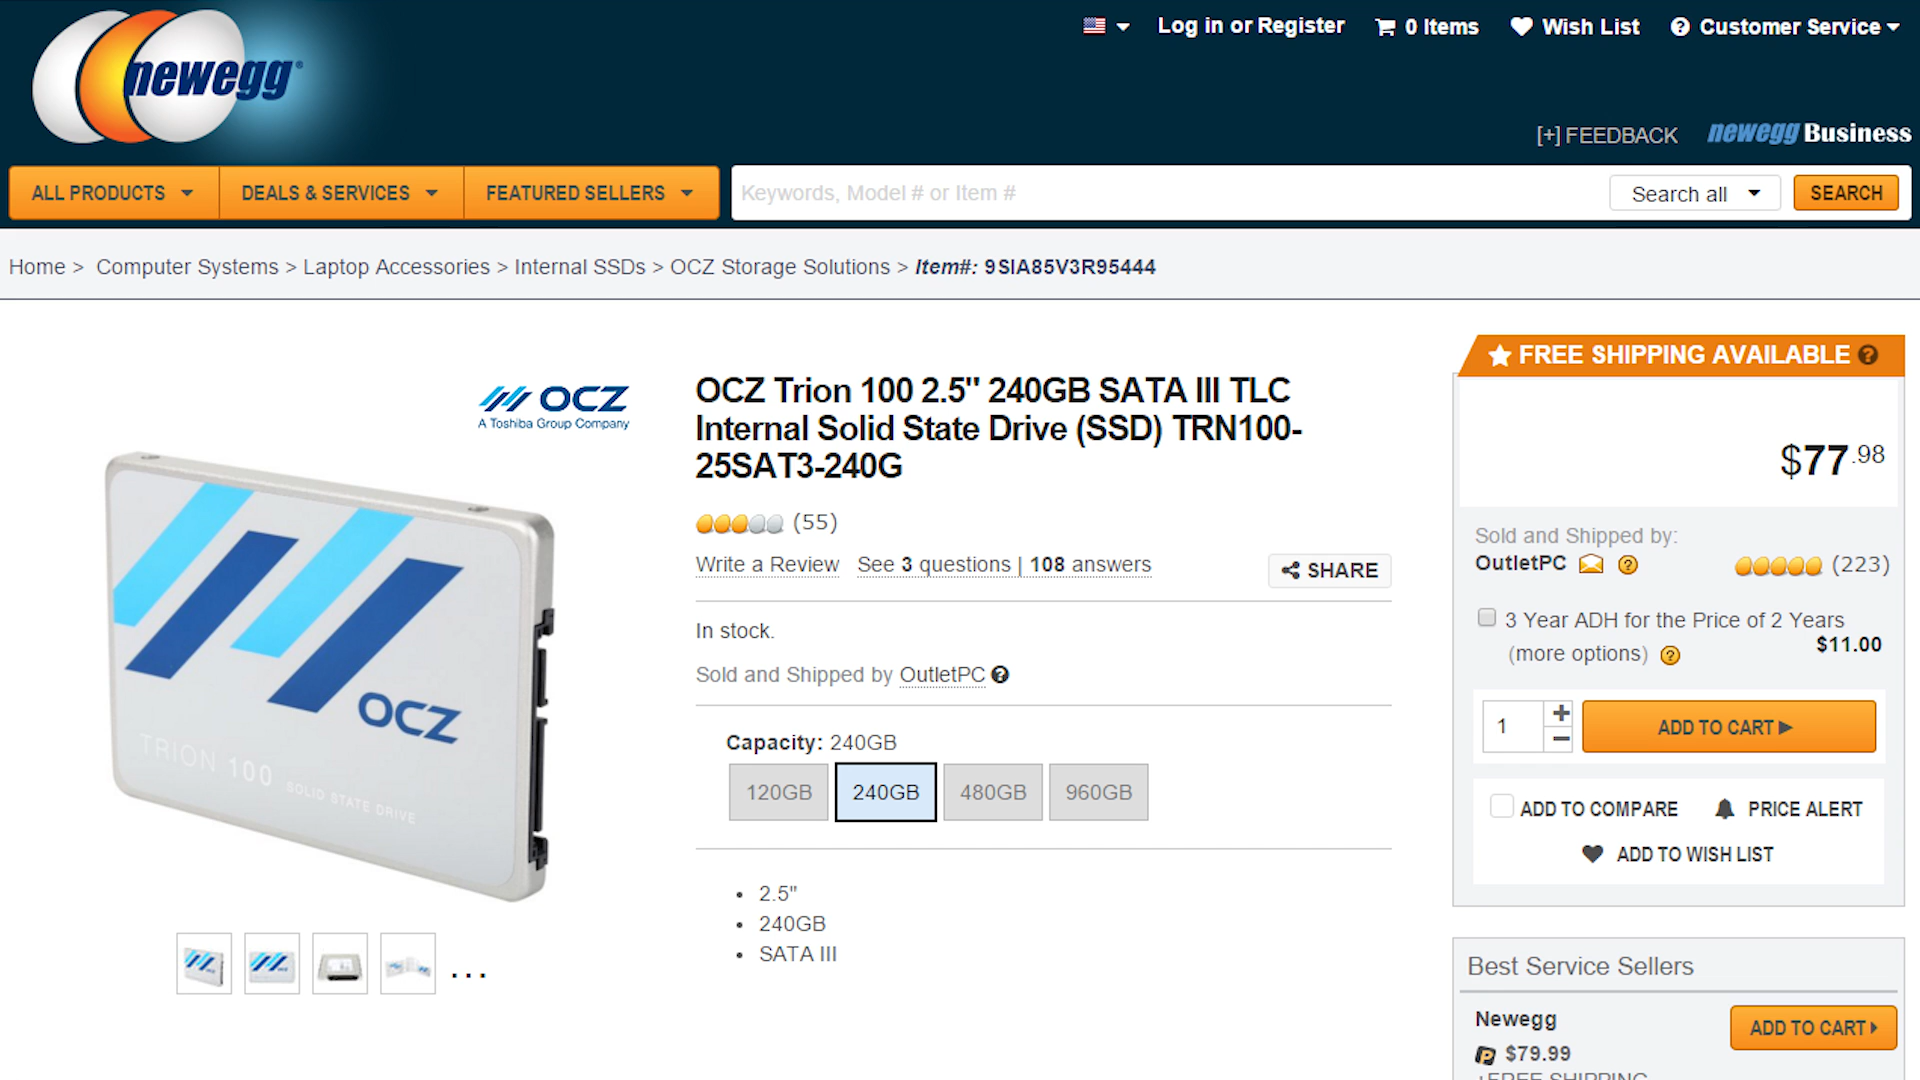 Log in or Register
0 Items
Wish List
Customer Service
newegg®
[+] FEEDBACK
newegg Business
ALL PRODUCTS
DEALS & SERVICES
FEATURED SELLERS
Keywords, Model # or Item #
Search all
SEARCH
Home > Computer Systems > Laptop Accessories > Internal SSDs > OCZ Storage Solutions > Item#: 9SIA85V3R95444
OCZ
A Toshiba Group Company
OCZ
TRION 100 SOLID STATE DRIVE
...
OCZ Trion 100 2.5" 240GB SATA III TLC
Internal Solid State Drive (SSD) TRN100-
25SAT3-240G
(55)
Write a Review See 3 questions | 108 answers
SHARE
In stock.
Sold and Shipped by OutletPC
Capacity: 240GB
120GB 240GB 480GB 960GB
• 2.5"
• 240GB
• SATA III
FREE SHIPPING AVAILABLE
$77.98
Sold and Shipped by:
OutletPC (223)
3 Year ADH for the Price of 2 Years
$11.00
(more options)
1
ADD TO CART
ADD TO COMPARE
PRICE ALERT
ADD TO WISH LIST
Best Service Sellers
Newegg
ADD TO CART
$79.99
+FREE SHIPPING